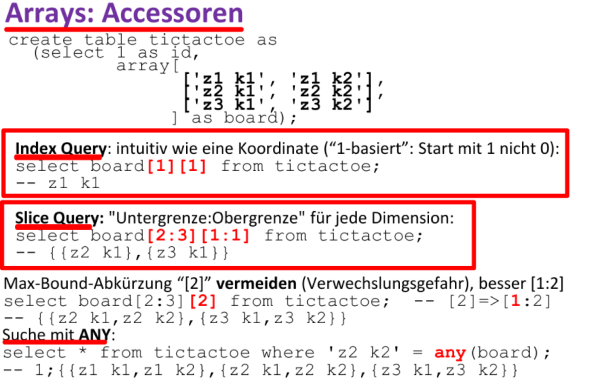 Arrays: Accessoren
create table tictactoe as
(select 1 as id,
array[
['z1 k1', 'z1 k2'],
['z2 k1', 'z2 k2'],
['z3 k1', 'z3 k2']
] as board);
Index Query: intuitiv wie eine Koordinate (“1-basiert”: Start mit 1 nicht 0):
select board[1][1] from tictactoe;
-- z1 k1
Slice Query: "Untergrenze:Obergrenze" für jede Dimension:
select board[2:3][1:1] from tictactoe;
-- {{z2 k1},{z3 k1}}
Max-Bound-Abkürzung “[2]” vermeiden (Verwechslungsgefahr), besser [1:2]
select board[2:3][2] from tictactoe; -- [2]=>[1:2]
-- {{z2 k1,z2 k2},{z3 k1,z3 k2}}
Suche mit ANY:
select * from tictactoe where 'z2 k2' = any(board);
-- 1;{{z1 k1,z1 k2},{z2 k1,z2 k2},{z3 k1,z3 k2}}